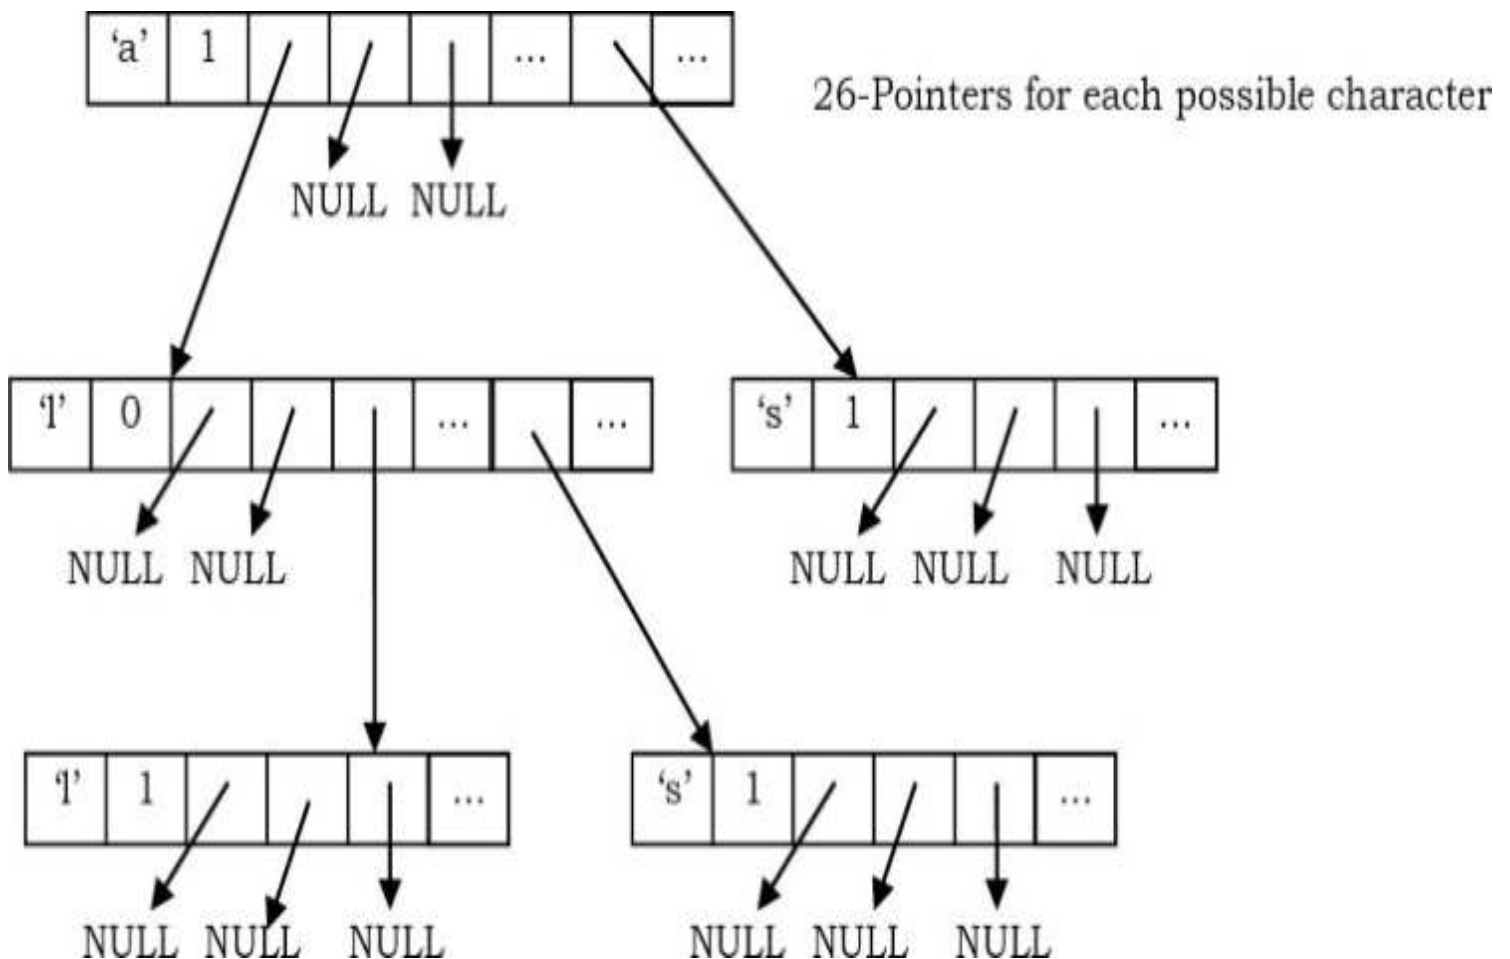 ‘a’ 1 ... ...
26-Pointers for each possible character
NULL NULL
‘l’ 0 ... ...
‘s’ 1 ...
NULL NULL
NULL NULL NULL
‘l’ 1 ...
‘s’ 1 ...
NULL NULL NULL
NULL NULL NULL